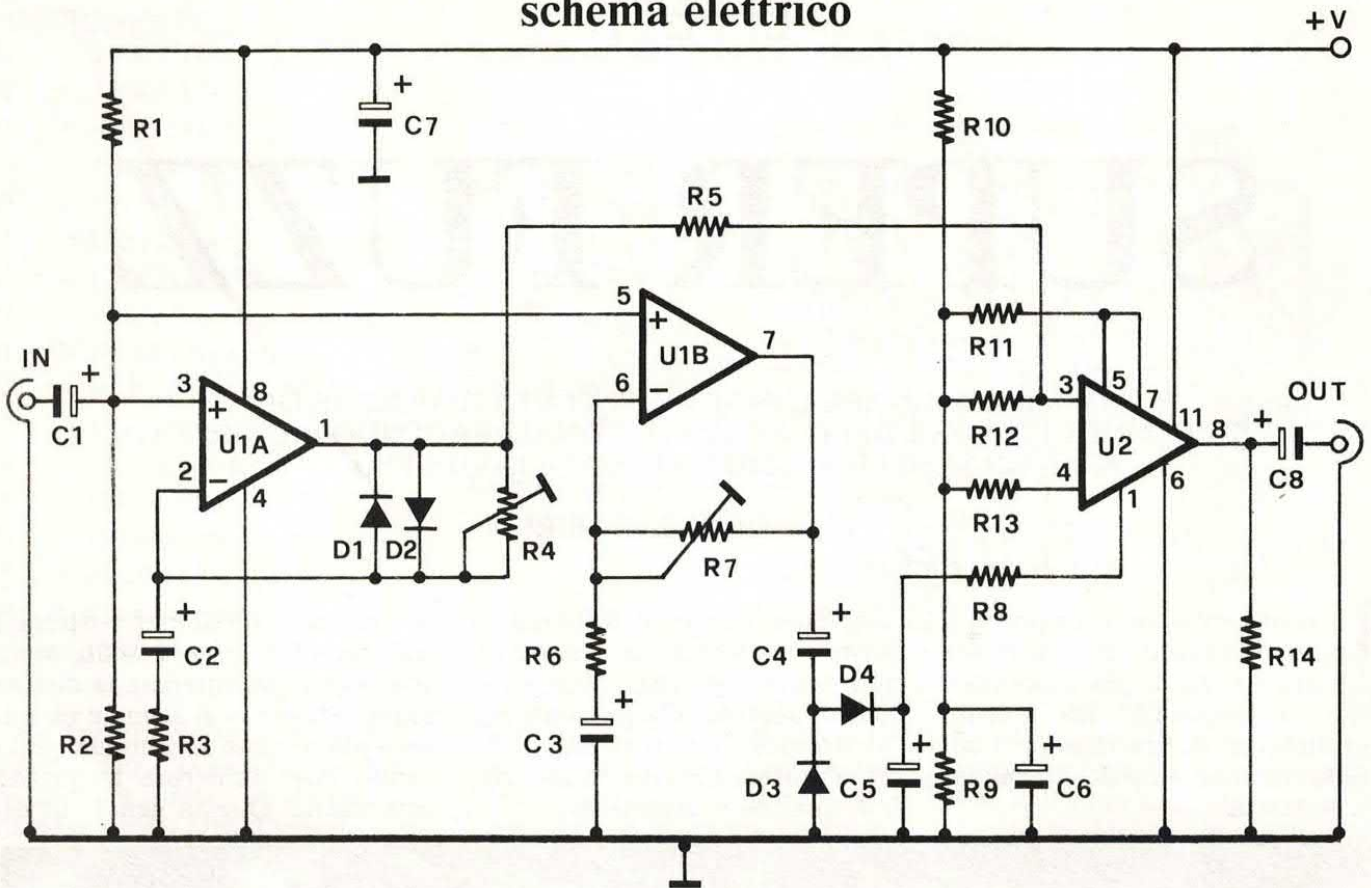 schema elettrico
+V
R1
+
C7
R10
R5
5
+
U1B
7
6
−
R11
IN
+
C1
3
8
+
U1A
1
2
−
4
R12
3
5
7
11
U2
8
+
OUT
C8
R13
4
1
6
D1
D2
R4
R7
R8
+
C2
R6
+
C4
D4
R14
R2
R3
+
C3
D3
+
C5
R9
+
C6